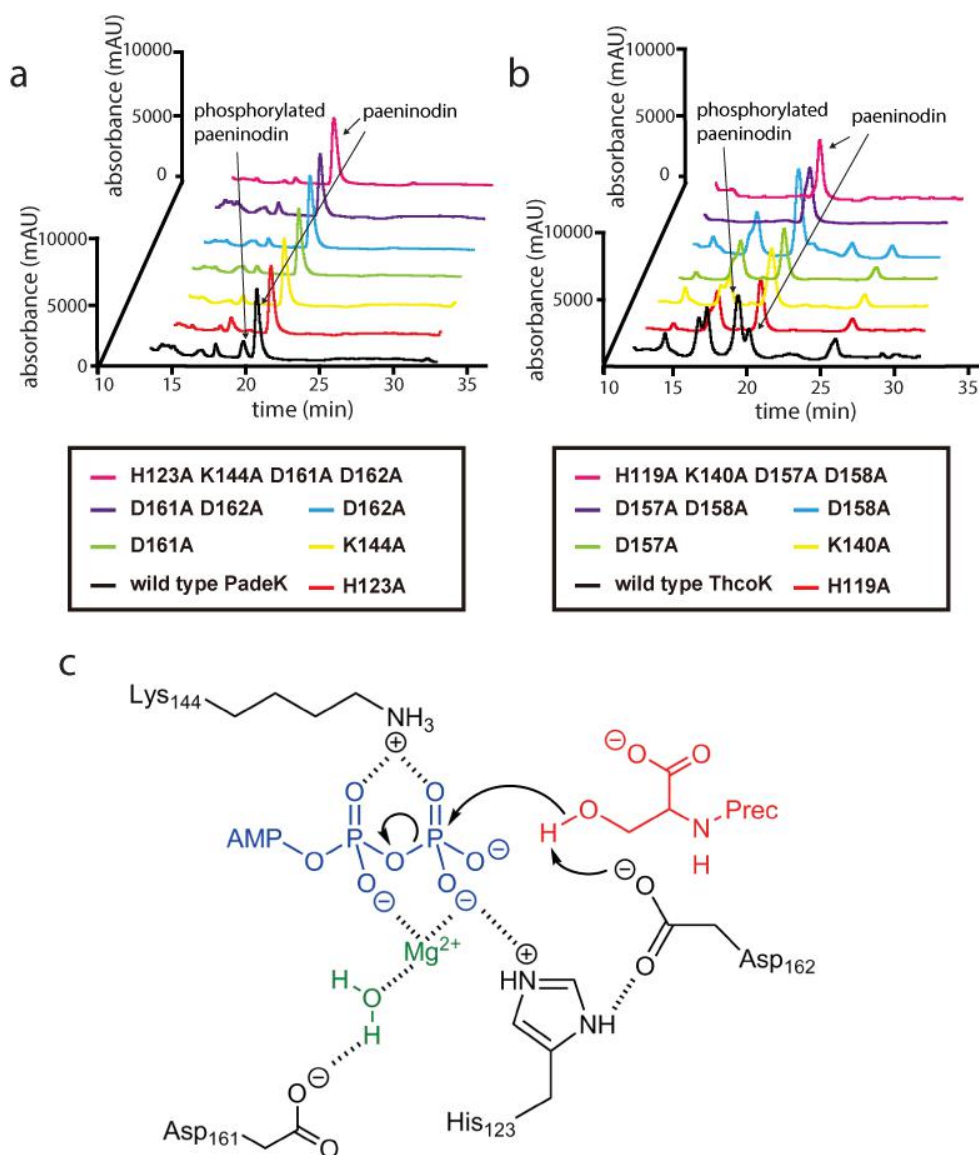 a
absorbance (mAU)
10000
5000
0
phosphorylated
paeninodin
paeninodin
absorbance (mAU)
10000
5000
0
10
15
20
25
30
35
time (min)
H123A K144A D161A D162A
D161A D162A
D162A
D161A
K144A
wild type PadeK
H123A
b
absorbance (mAU)
10000
5000
0
phosphorylated
paeninodin
paeninodin
absorbance (mAU)
10000
5000
10
15
20
25
30
35
time (min)
H119A K140A D157A D158A
D157A D158A
D158A
D157A
K140A
wild type ThcoK
H119A
c
Lys144
NH3
⊕
O O
⊖O O
AMP O P O P O⊖
H O N Prec
H
O⊖ O⊖
Mg2+
⊖O
O
Asp162
H O
H
⊕
HN
NH
⊖
O
O
Asp161
His123